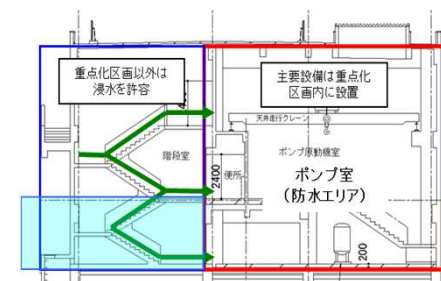 重点化区画以外は
浸水を許容
主要設備は重点化
区画内に設置
天井走行クレーン
階段室
2400
便所
ポンプ原動機室
ポンプ室
(防水エリア)
200